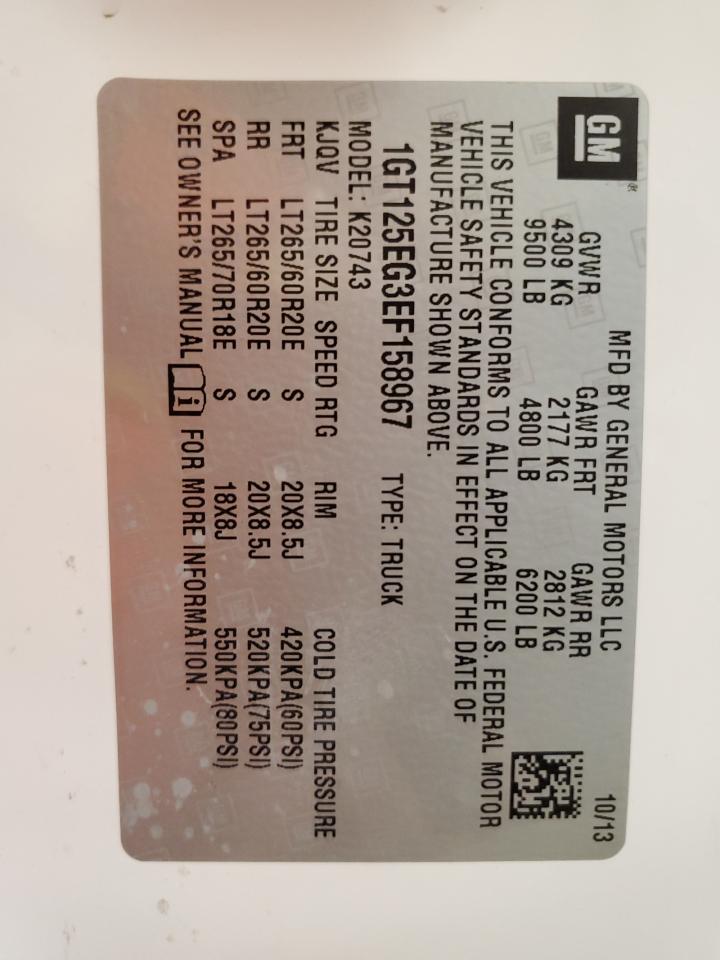 GM
MFD BY GENERAL MOTORS LLC 10/13
GVWR GAWR FRT GAWR RR
4309 KG 2177 KG 2812 KG
9500 LB 4800 LB 6200 LB
THIS VEHICLE CONFORMS TO ALL APPLICABLE U.S. FEDERAL MOTOR
VEHICLE SAFETY STANDARDS IN EFFECT ON THE DATE OF
MANUFACTURE SHOWN ABOVE.
1GT125EG3EF158967 TYPE: TRUCK
MODEL: K20743
KJQV TIRE SIZE SPEED RTG RIM COLD TIRE PRESSURE
FRT LT265/60R20E S 20X8.5J 420KPA(60PSI)
RR LT265/60R20E S 20X8.5J 520KPA(75PSI)
SPA LT265/70R18E S 18X8J 550KPA(80PSI)
SEE OWNER'S MANUAL i FOR MORE INFORMATION.